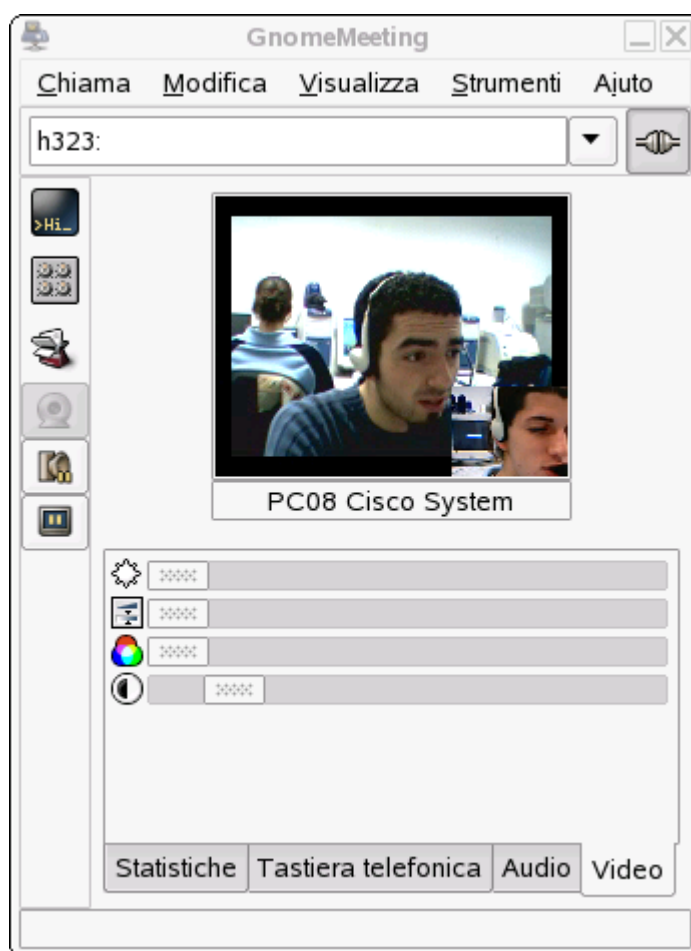 GnomeMeeting
Chiama Modifica Visualizza Strumenti Aiuto
h323:
>Hi_
PC08 Cisco System
Statistiche Tastiera telefonica Audio Video